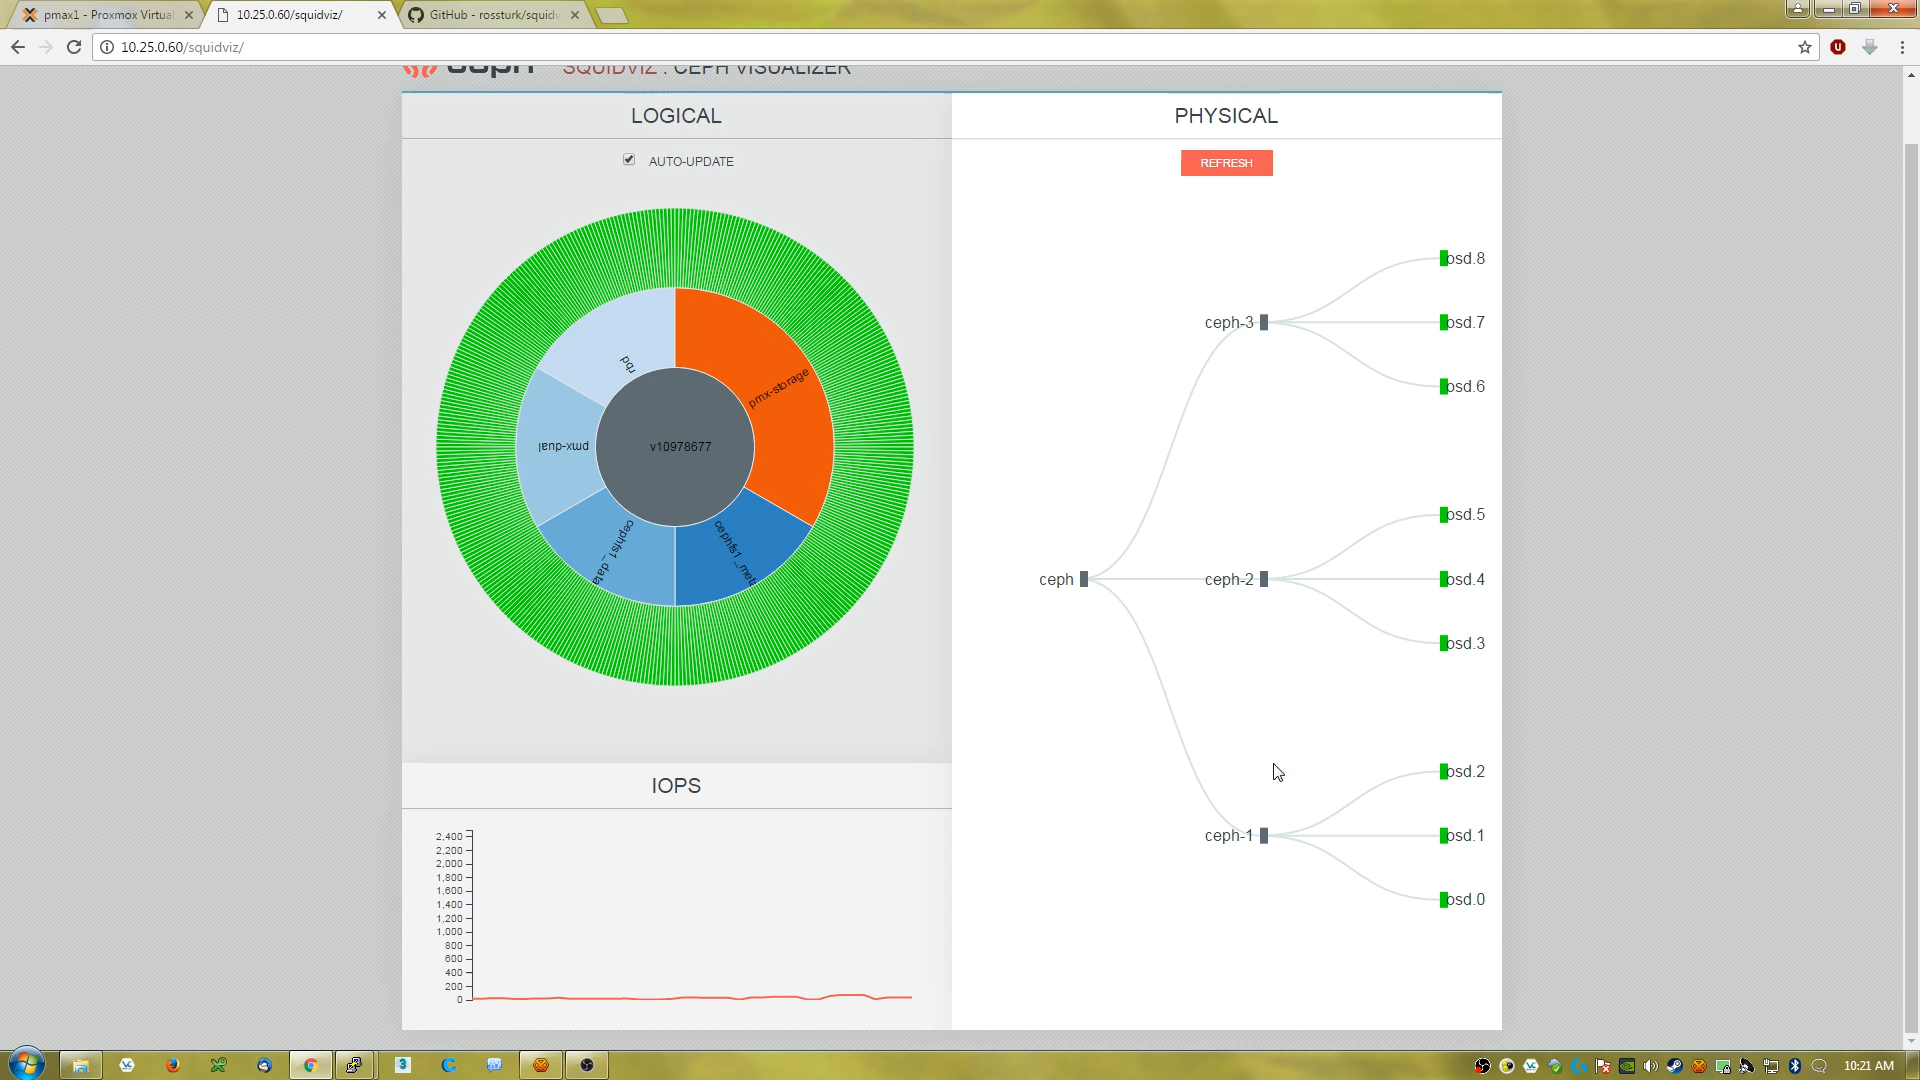 pmax1 - Proxmox Virtual
10.25.0.60/squidviz/
GitHub - rossturk/squidv
10.25.0.60/squidviz/
ceph SQUIDVIZ : CEPH VISUALIZER
LOGICAL
AUTO-UPDATE
rbd
pmx-storage
pmx-dual
v10978677
cephfs1_data
cephfs1_met
IOPS
2,400
2,200
2,000
1,800
1,600
1,400
1,200
1,000
800
600
400
200
0
PHYSICAL
REFRESH
osd.8
ceph-3
osd.7
osd.6
osd.5
ceph
ceph-2
osd.4
osd.3
osd.2
ceph-1
osd.1
osd.0
10:21 AM